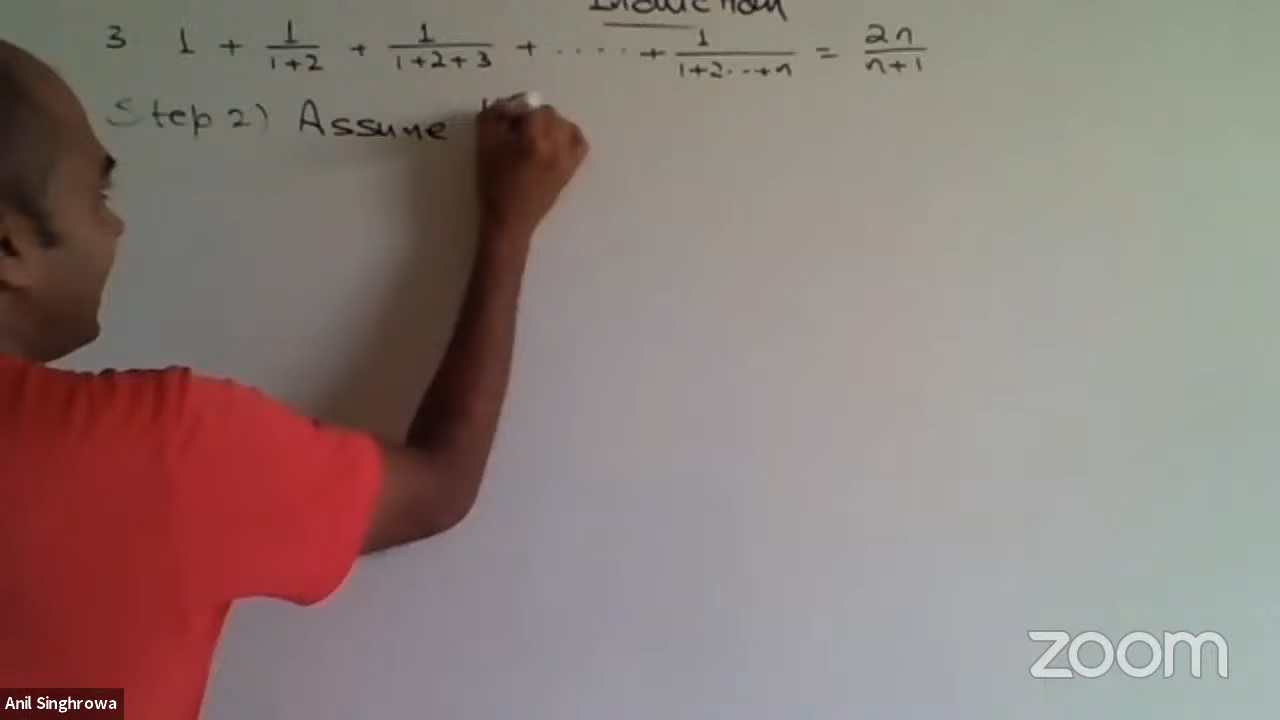 Induction
3 1 + 1/(1+2) + 1/(1+2+3) + ..... + 1/(1+2...+n) = 2n/(n+1)
Step 2) Assume
zoom
Anil Singhrowa